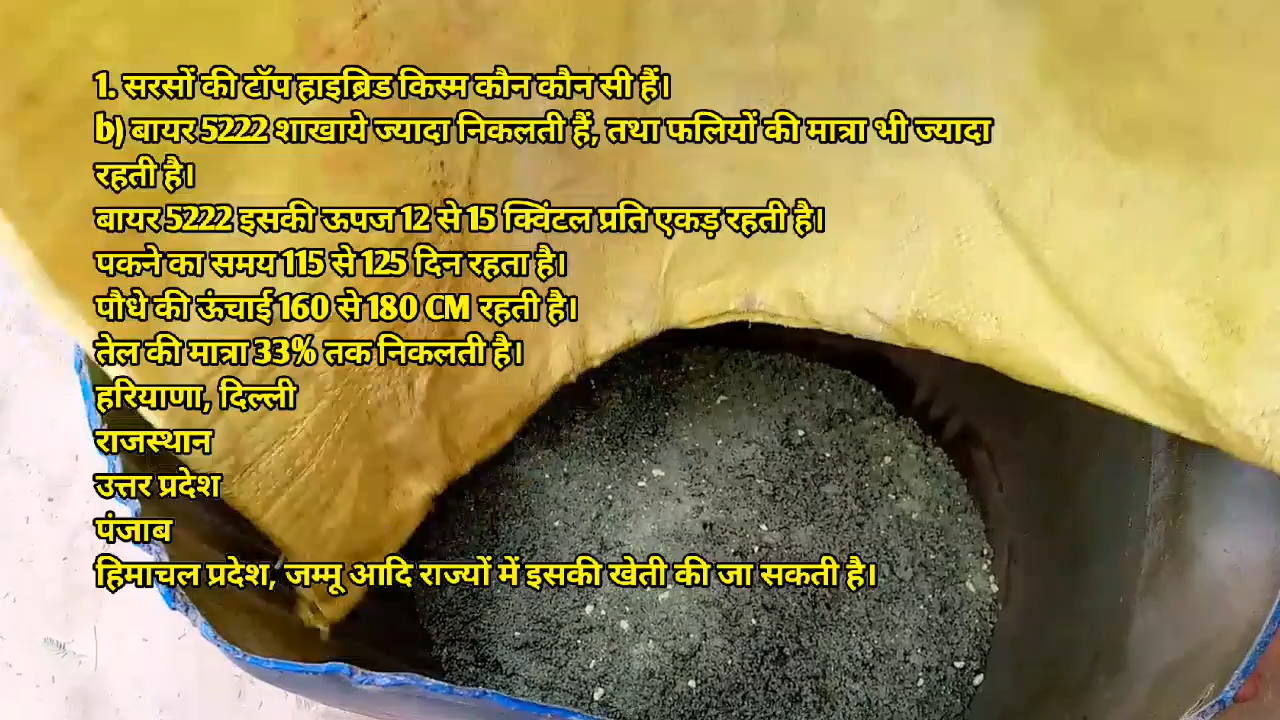 1. सरसों की टॉप हाइब्रिड किस्म कौन कौन सी हैं।
b) बायर 5222 शाखाये ज्यादा निकलती हैं, तथा फलियों की मात्रा भी ज्यादा
रहती है।
बायर 5222 इसकी ऊपज 12 से 15 क्विंटल प्रति एकड़ रहती है।
पकने का समय 115 से 125 दिन रहता है।
पौधे की ऊंचाई 160 से 180 CM रहती है।
तेल की मात्रा 33% तक निकलती है।
हरियाणा, दिल्ली
राजस्थान
उत्तर प्रदेश
पंजाब
हिमाचल प्रदेश, जम्मू आदि राज्यों में इसकी खेती की जा सकती है।